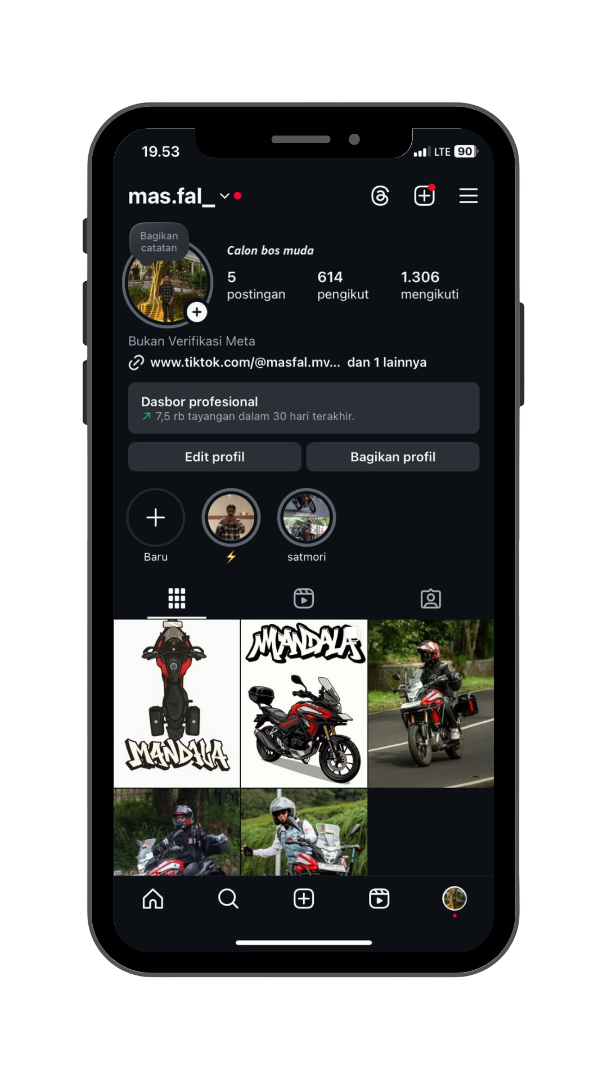 19.53
LTE 90
mas.fal_
Bagikan
catatan
Calon bos muda
5 614 1.306
postingan pengikut mengikuti
Bukan Verifikasi Meta
www.tiktok.com/@masfal.mv... dan 1 lainnya
Dasbor profesional
7,5 rb tayangan dalam 30 hari terakhir.
Edit profil Bagikan profil
Baru ⚡ satmori
MANDALA
MANDALA